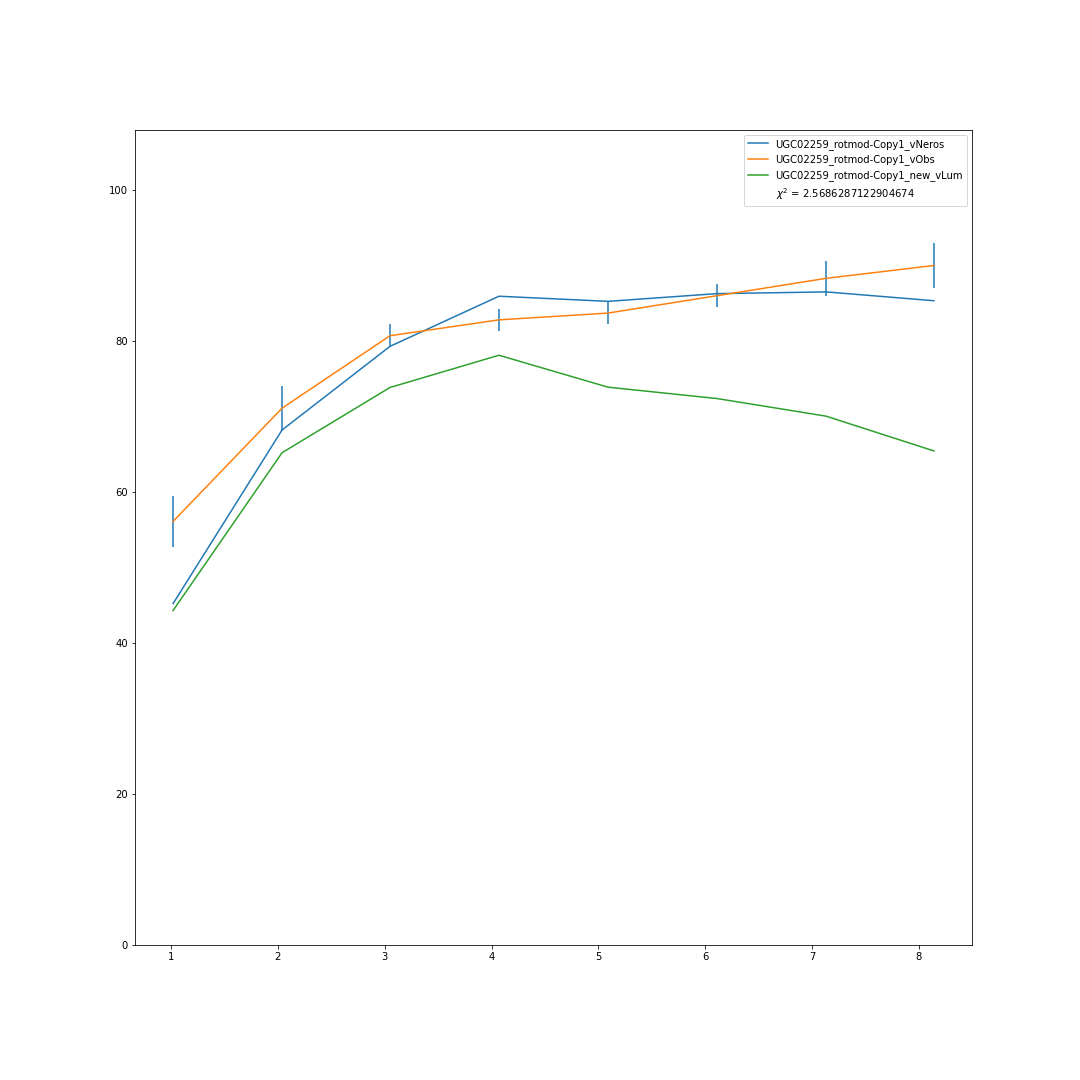 UGC02259_rotmod-Copy1_vNeros
UGC02259_rotmod-Copy1_vObs
UGC02259_rotmod-Copy1_new_vLum
χ² = 2.5686287122904674
100
80
60
40
20
0
1 2 3 4 5 6 7 8